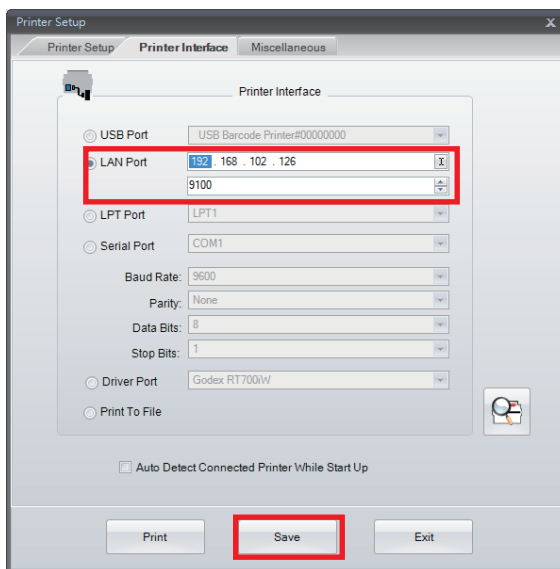 Printer Setup x
Printer Setup Printer Interface Miscellaneous
Printer Interface
USB Port USB Barcode Printer#00000000
LAN Port 192 . 168 . 102 . 126
9100
LPT Port LPT1
Serial Port COM1
Baud Rate: 9600
Parity: None
Data Bits: 8
Stop Bits: 1
Driver Port Godex RT700iW
Print To File
Auto Detect Connected Printer While Start Up
Print Save Exit